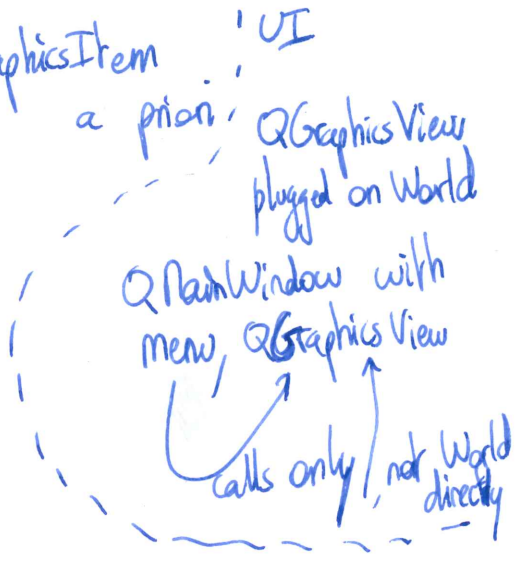 UI
phicsItem
a priori
QGraphicsView
plugged on World
QMainWindow with
menu, QGraphicsView
calls only, not World
directly